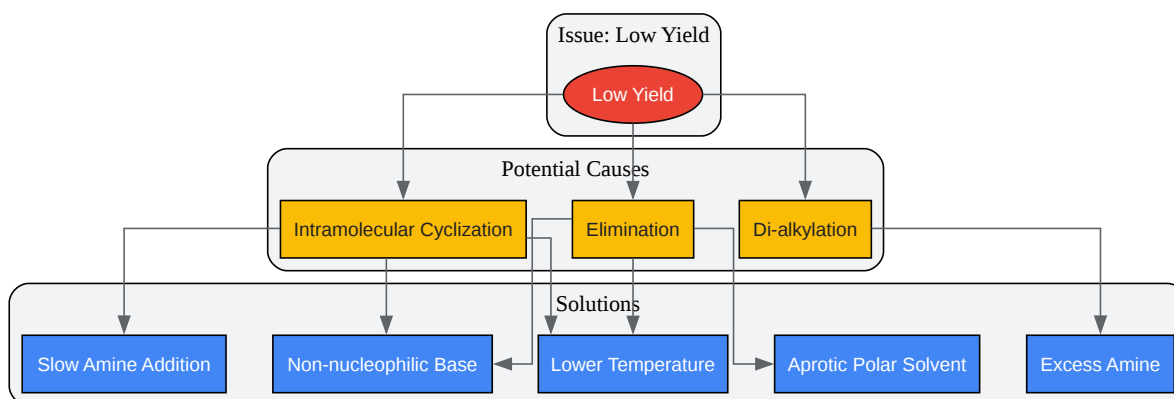 Issue: Low Yield
Low Yield
Potential Causes
Intramolecular Cyclization
Elimination
Di-alkylation
Solutions
Slow Amine Addition
Non-nucleophilic Base
Lower Temperature
Aprotic Polar Solvent
Excess Amine